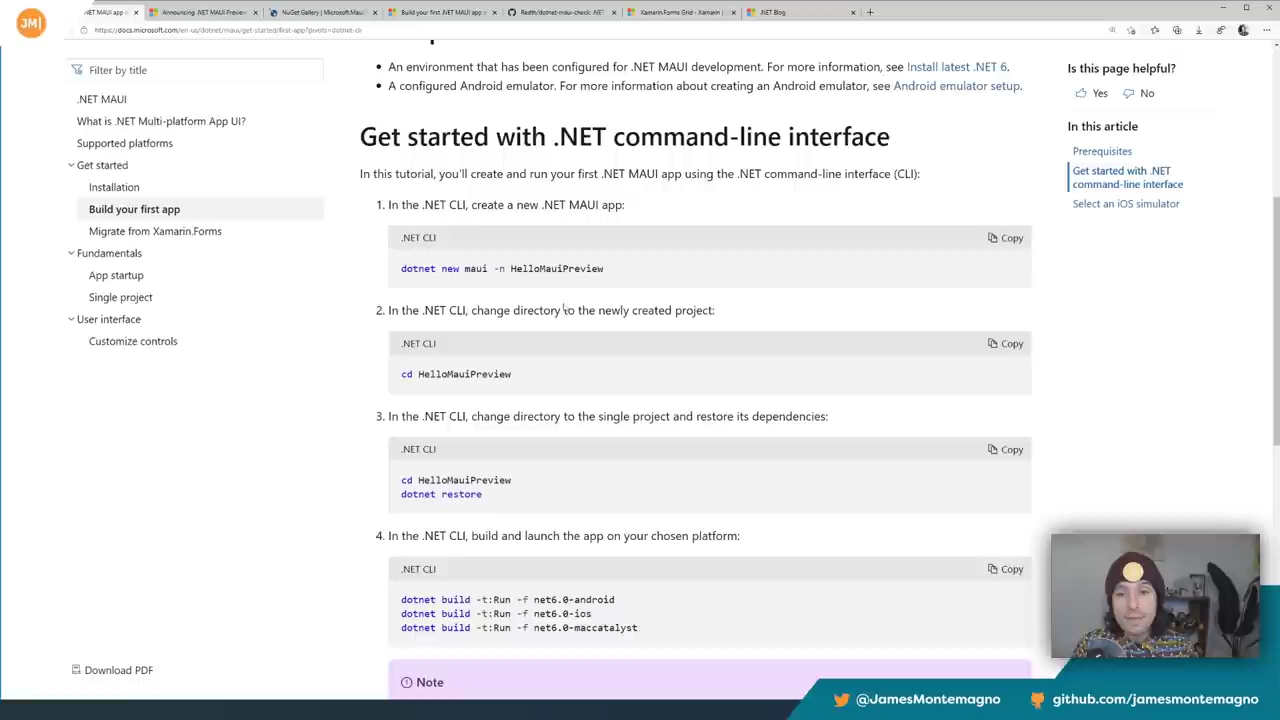 JM
.NET MAUI app in
Announcing .NET MAUI Preview
NuGet Gallery | Microsoft.Maui
Build your first .NET MAUI app in
Redth/dotnet-maui-check: .NET
Xamarin.Forms Grid - Xamarin |
.NET Blog
https://docs.microsoft.com/en-us/dotnet/maui/get-started/first-app?pivots=dotnet-cli
Filter by title
.NET MAUI
What is .NET Multi-platform App UI?
Supported platforms
Get started
Installation
Build your first app
Migrate from Xamarin.Forms
Fundamentals
App startup
Single project
User interface
Customize controls
Download PDF
• An environment that has been configured for .NET MAUI development. For more information, see Install latest .NET 6.
• A configured Android emulator. For more information about creating an Android emulator, see Android emulator setup.
Get started with .NET command-line interface
In this tutorial, you'll create and run your first .NET MAUI app using the .NET command-line interface (CLI):
1. In the .NET CLI, create a new .NET MAUI app:
.NET CLI
Copy
dotnet new maui -n HelloMauiPreview
2. In the .NET CLI, change directory to the newly created project:
.NET CLI
Copy
cd HelloMauiPreview
3. In the .NET CLI, change directory to the single project and restore its dependencies:
.NET CLI
Copy
cd HelloMauiPreview
dotnet restore
4. In the .NET CLI, build and launch the app on your chosen platform:
.NET CLI
Copy
dotnet build -t:Run -f net6.0-android
dotnet build -t:Run -f net6.0-ios
dotnet build -t:Run -f net6.0-maccatalyst
Note
Is this page helpful?
Yes
No
In this article
Prerequisites
Get started with .NET
command-line interface
Select an iOS simulator
@JamesMontemagno
github.com/jamesmontemagno